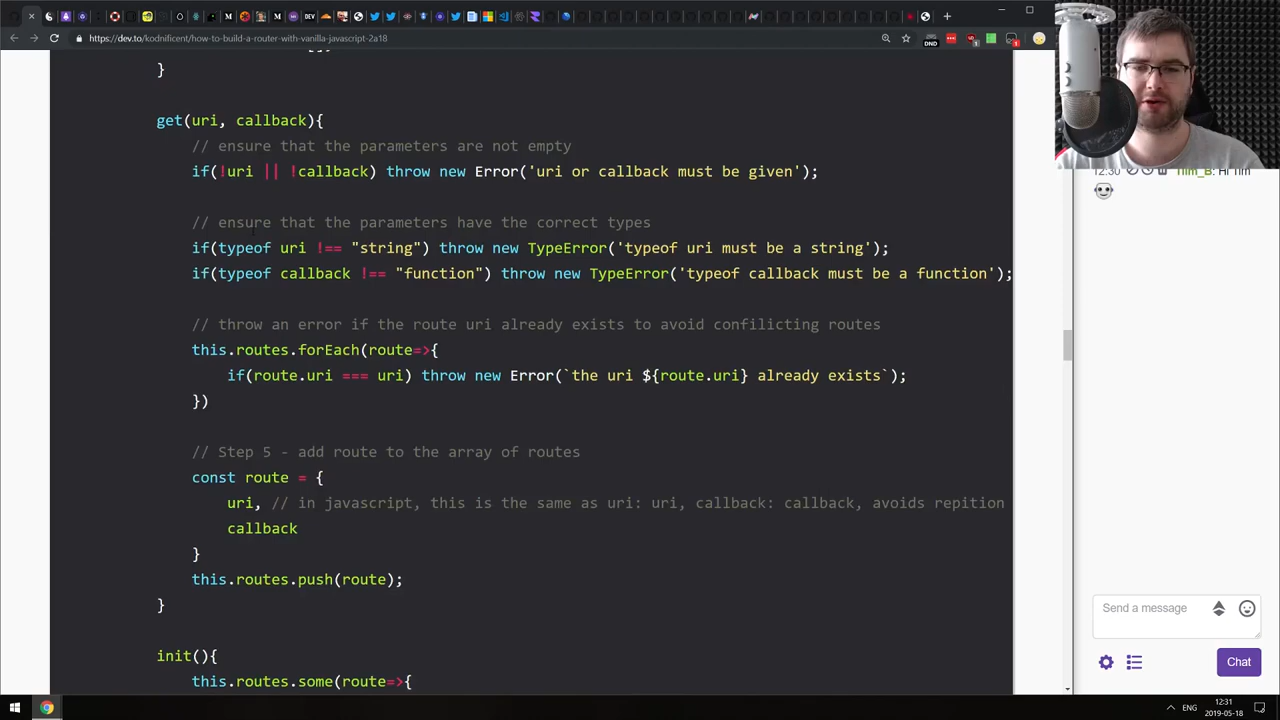 https://dev.to/kodnificent/how-to-build-a-router-with-vanilla-javascript-2a18
}
get(uri, callback){
// ensure that the parameters are not empty
if(!uri || !callback) throw new Error('uri or callback must be given');
// ensure that the parameters have the correct types
if(typeof uri !== "string") throw new TypeError('typeof uri must be a string');
if(typeof callback !== "function") throw new TypeError('typeof callback must be a function');
// throw an error if the route uri already exists to avoid confilicting routes
this.routes.forEach(route=>{
if(route.uri === uri) throw new Error(`the uri ${route.uri} already exists`);
})
// Step 5 - add route to the array of routes
const route = {
uri, // in javascript, this is the same as uri: uri, callback: callback, avoids repition
callback
}
this.routes.push(route);
}
init(){
this.routes.some(route=>{
DND
12:30 Tim_B: Hi Tim
Send a message
Chat
ENG
12:31
2019-05-18